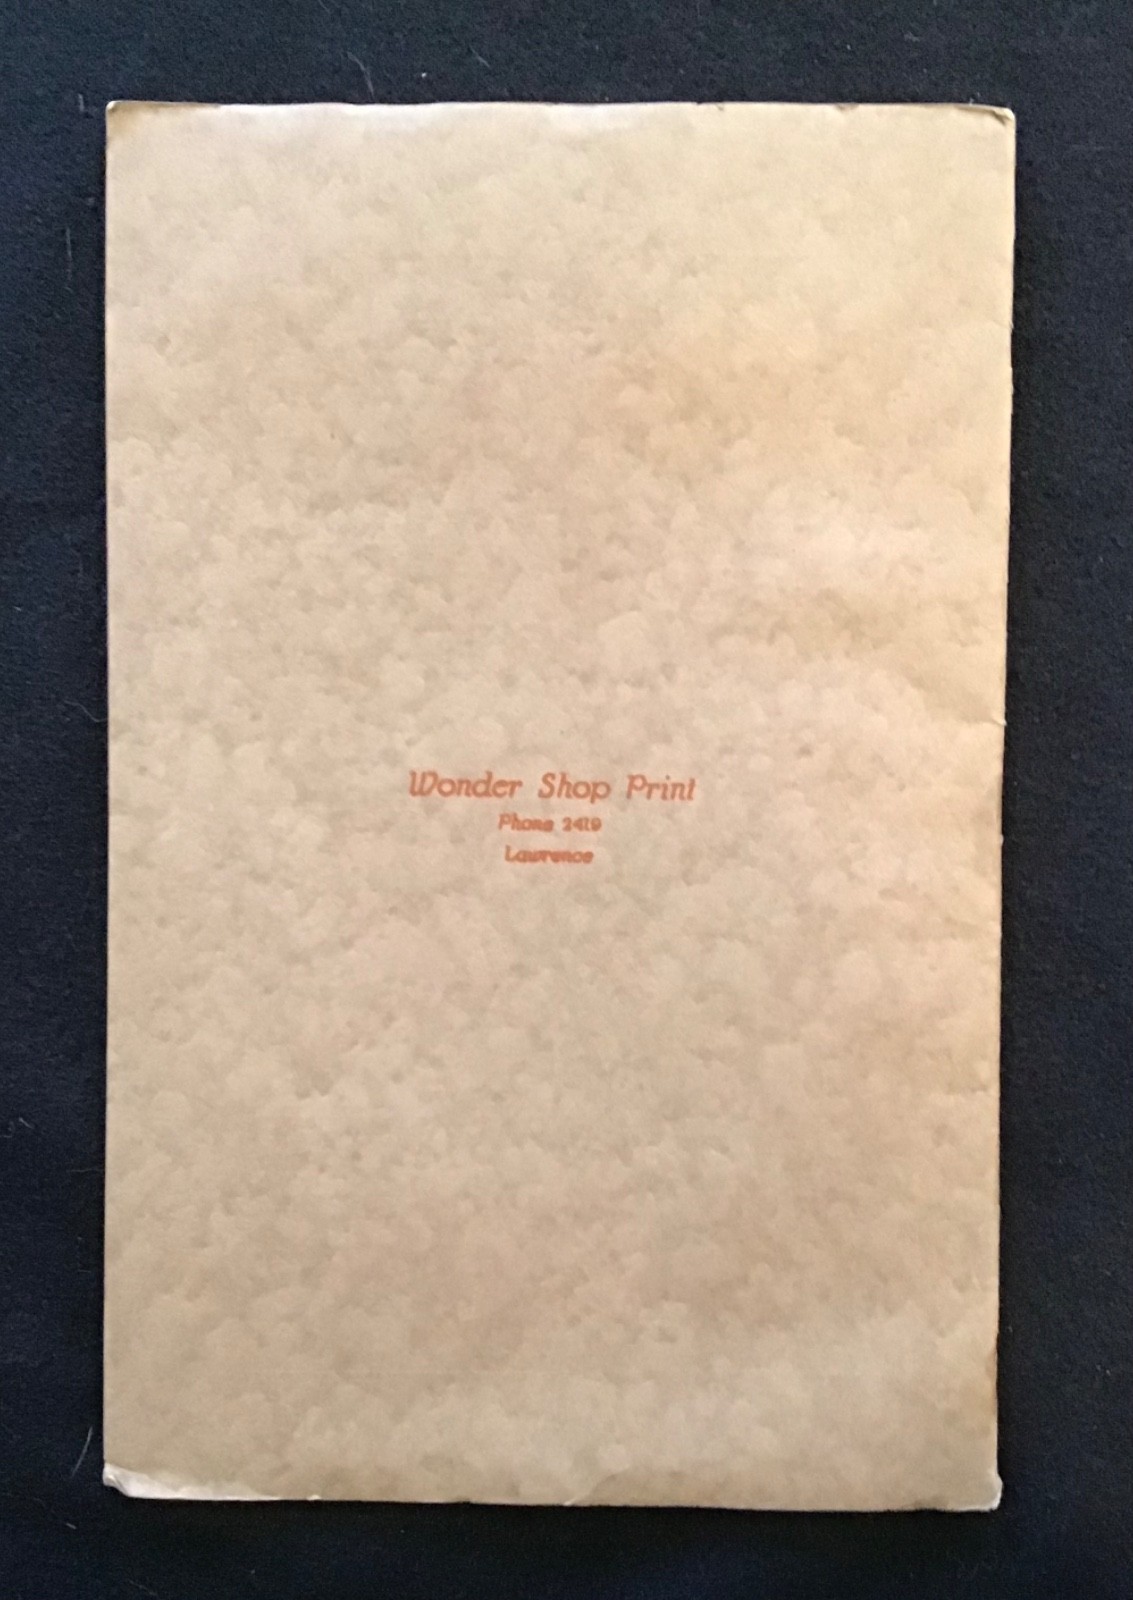 Wonder Shop Print
Phone 2419
Lawrence